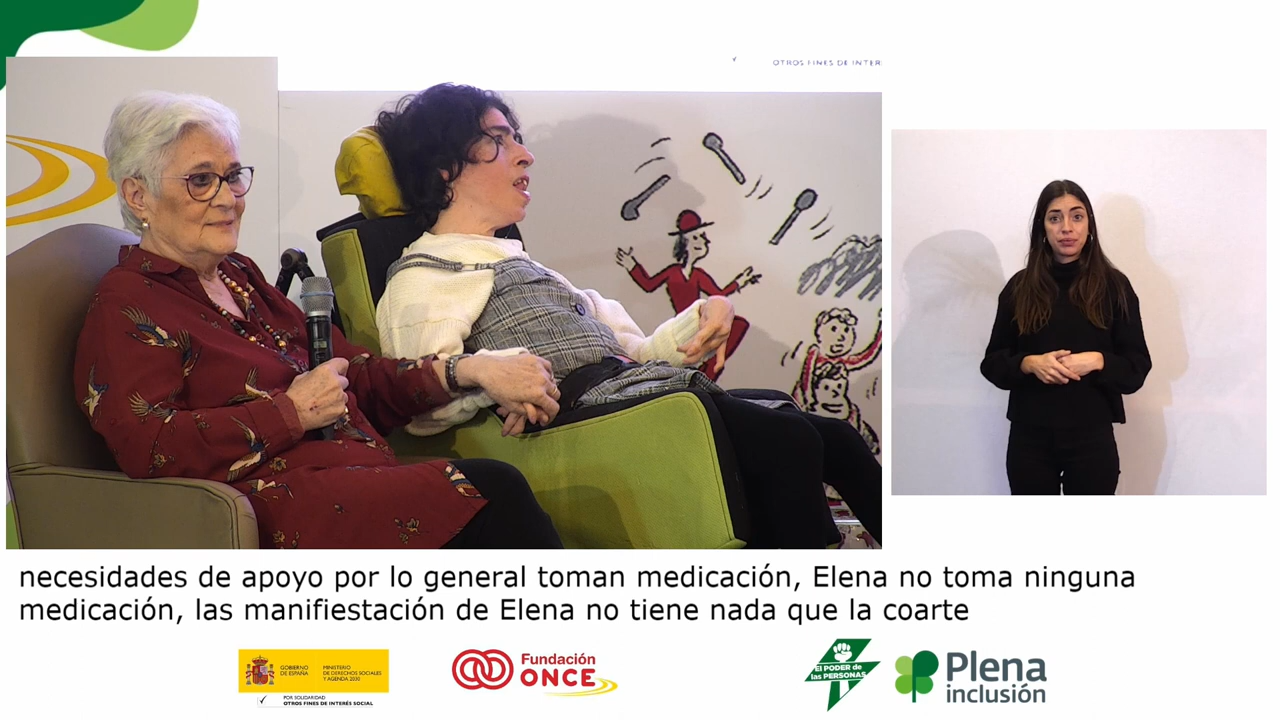 OTROS FINES DE INTER
necesidades de apoyo por lo general toman medicación, Elena no toma ninguna
medicación, las manifiestación de Elena no tiene nada que la coarte
GOBIERNO
DE ESPAÑA
MINISTERIO
DE DERECHOS SOCIALES
Y AGENDA 2030
POR SOLIDARIDAD
OTROS FINES DE INTERÉS SOCIAL
Fundación
ONCE
El PODER de
las PERSONAS
Plena
inclusión